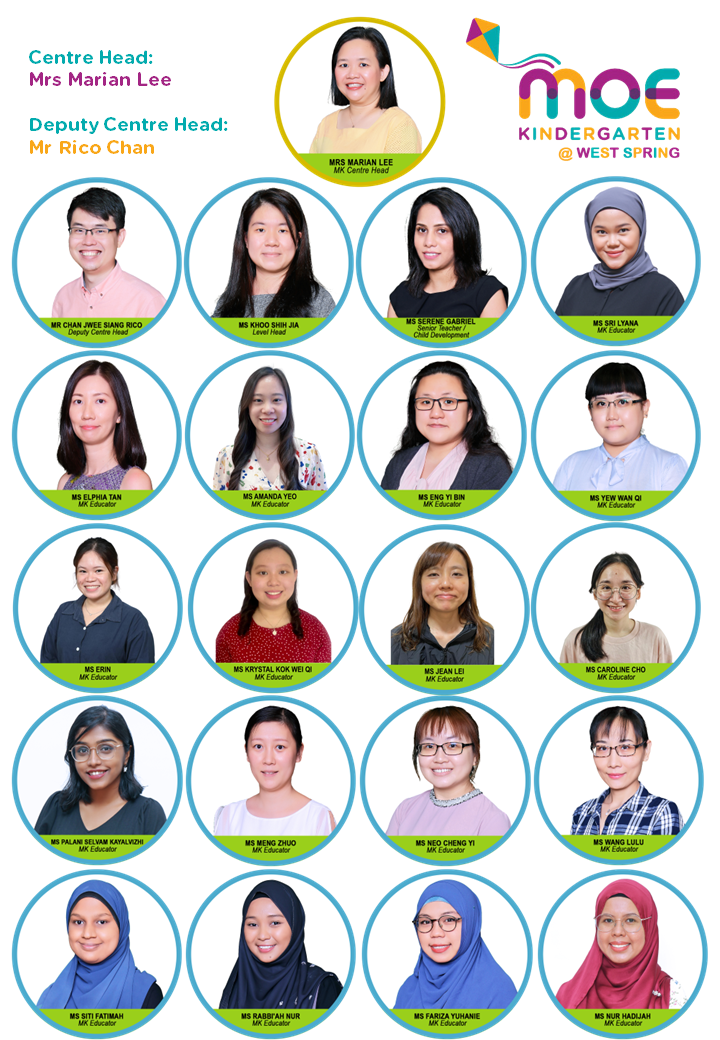 Centre Head:
Mrs Marian Lee
Deputy Centre Head:
Mr Rico Chan
MRS MARIAN LEE
MK Centre Head
MOE
KINDERGARTEN
@ WEST SPRING
MR CHAN JWEE SIANG RICO
Deputy Centre Head
MS KHOO SHIH JIA
Level Head
MS SERENE GABRIEL
Senior Teacher /
Child Development
MS SRI LYANA
MK Educator
MS ELPHIA TAN
MK Educator
MS AMANDA YEO
MK Educator
MS ENG YI BIN
MK Educator
MS YEW WAN QI
MK Educator
MS ERIN
MK Educator
MS KRYSTAL KOK WEI QI
MK Educator
MS JEAN LEI
MK Educator
MS CAROLINE CHO
MK Educator
MS PALANI SELVAM KAYALVIZHI
MK Educator
MS MENG ZHUO
MK Educator
MS NEO CHENG YI
MK Educator
MS WANG LULU
MK Educator
MS SITI FATIMAH
MK Educator
MS RABBI'AH NUR
MK Educator
MS FARIZA YUHANIE
MK Educator
MS NUR HADIJAH
MK Educator